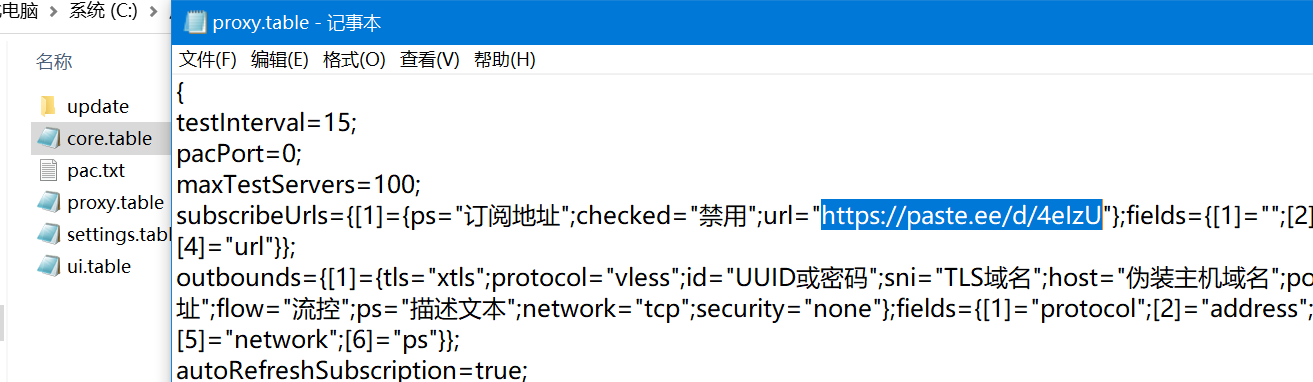 电脑 > 系统 (C:) >
名称
update
core.table
pac.txt
proxy.table
settings.tabl
ui.table
proxy.table - 记事本
文件(F) 编辑(E) 格式(O) 查看(V) 帮助(H)
{
testInterval=15;
pacPort=0;
maxTestServers=100;
subscribeUrls={[1]={ps="订阅地址";checked="禁用";url="https://paste.ee/d/4eIzU"};fields={[1]="";[2]
[4]="url"}};
outbounds={[1]={tls="xtls";protocol="vless";id="UUID或密码";sni="TLS域名";host="伪装主机域名";po
址";flow="流控";ps="描述文本";network="tcp";security="none"};fields={[1]="protocol";[2]="address";
[5]="network";[6]="ps"}};
autoRefreshSubscription=true;